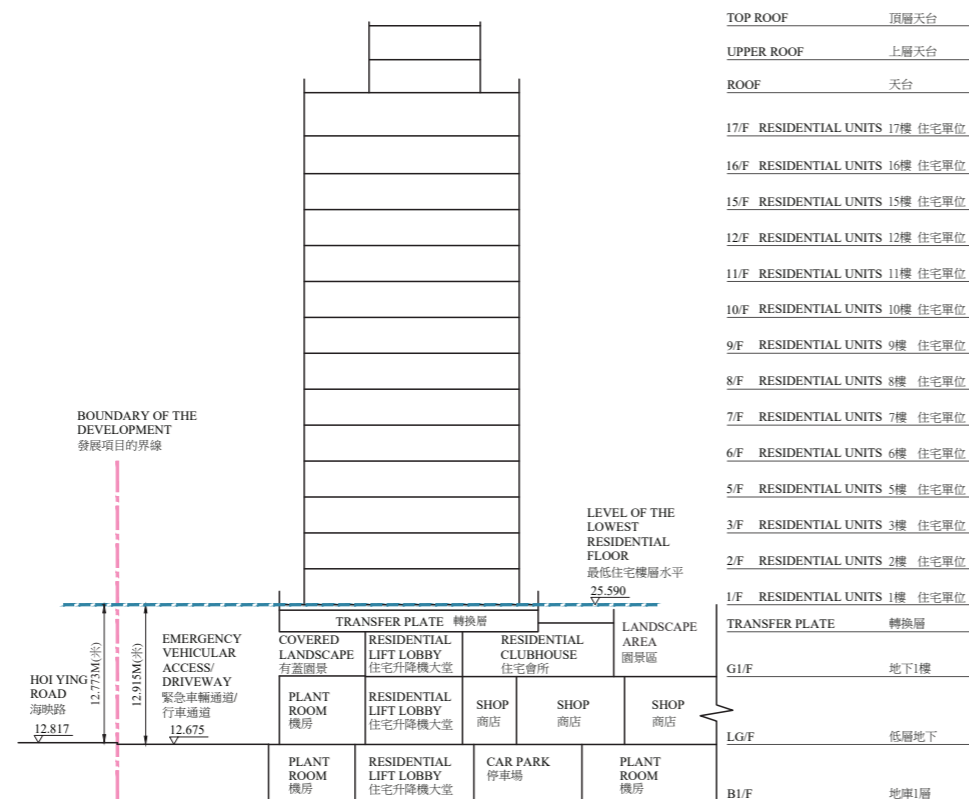 TOP ROOF 頂層天台
UPPER ROOF 上層天台
ROOF 天台
17/F RESIDENTIAL UNITS 17樓 住宅單位
16/F RESIDENTIAL UNITS 16樓 住宅單位
15/F RESIDENTIAL UNITS 15樓 住宅單位
12/F RESIDENTIAL UNITS 12樓 住宅單位
11/F RESIDENTIAL UNITS 11樓 住宅單位
10/F RESIDENTIAL UNITS 10樓 住宅單位
9/F RESIDENTIAL UNITS 9樓 住宅單位
8/F RESIDENTIAL UNITS 8樓 住宅單位
7/F RESIDENTIAL UNITS 7樓 住宅單位
6/F RESIDENTIAL UNITS 6樓 住宅單位
5/F RESIDENTIAL UNITS 5樓 住宅單位
3/F RESIDENTIAL UNITS 3樓 住宅單位
2/F RESIDENTIAL UNITS 2樓 住宅單位
1/F RESIDENTIAL UNITS 1樓 住宅單位
TRANSFER PLATE 轉換層
G1/F 地下1樓
LG/F 低層地下
B1/F 地庫1層
BOUNDARY OF THE
DEVELOPMENT
發展項目的界線
LEVEL OF THE
LOWEST
RESIDENTIAL
FLOOR
最低住宅樓層水平
25.590
HOI YING
ROAD
海映路
12.817
12.773M(米)
12.915M(米)
EMERGENCY
VEHICULAR
ACCESS/
DRIVEWAY
緊急車輛通道/
行車通道
12.675
TRANSFER PLATE 轉換層
COVERED
LANDSCAPE
有蓋園景
RESIDENTIAL
LIFT LOBBY
住宅升降機大堂
RESIDENTIAL
CLUBHOUSE
住宅會所
LANDSCAPE
AREA
園景區
PLANT
ROOM
機房
RESIDENTIAL
LIFT LOBBY
住宅升降機大堂
SHOP
商店
SHOP
商店
SHOP
商店
PLANT
ROOM
機房
RESIDENTIAL
LIFT LOBBY
住宅升降機大堂
CAR PARK
停車場
PLANT
ROOM
機房